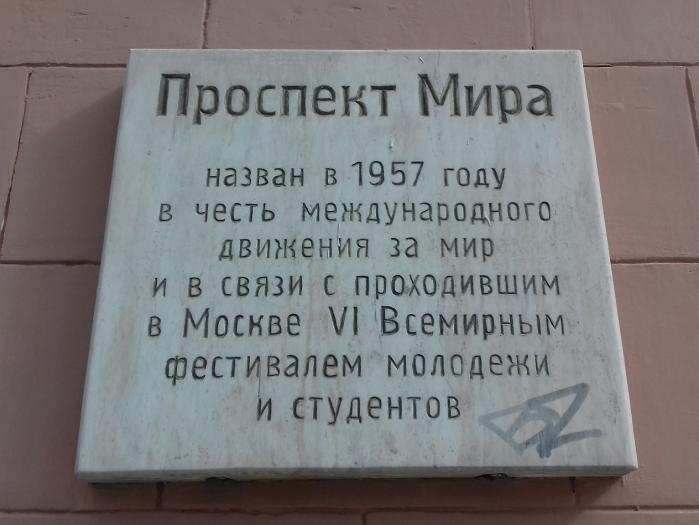 Проспект Мира
назван в 1957 году
в честь международного
движения за мир
и в связи с проходившим
в Москве VI Всемирным
фестивалем молодежи
и студентов